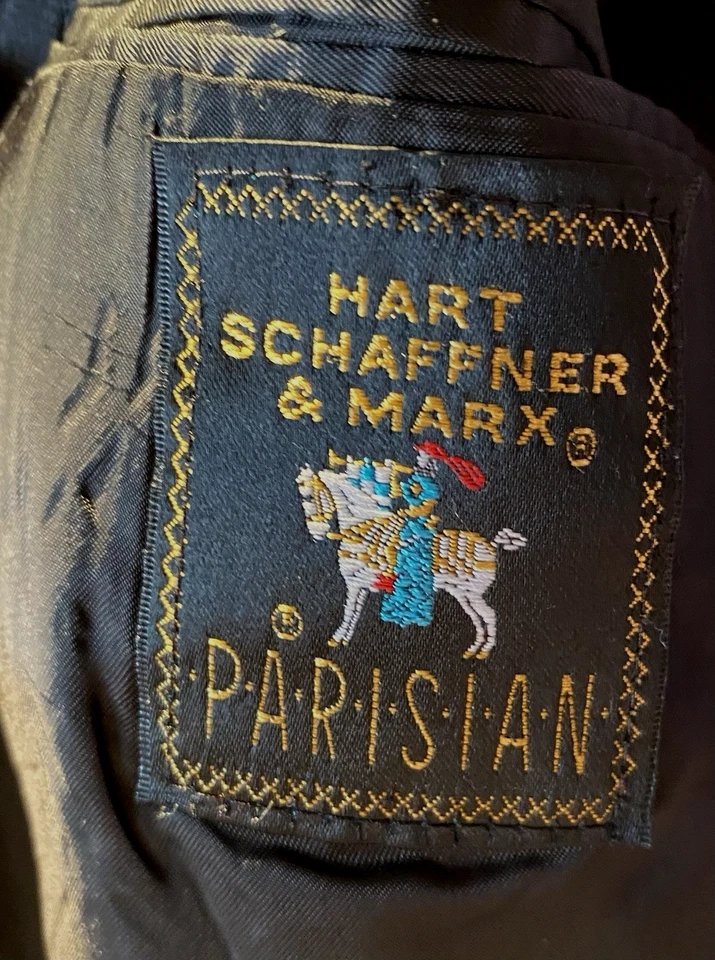 HART
SCHAFFNER
& MARX®
®
·P·A·R·I·S·I·A·N·